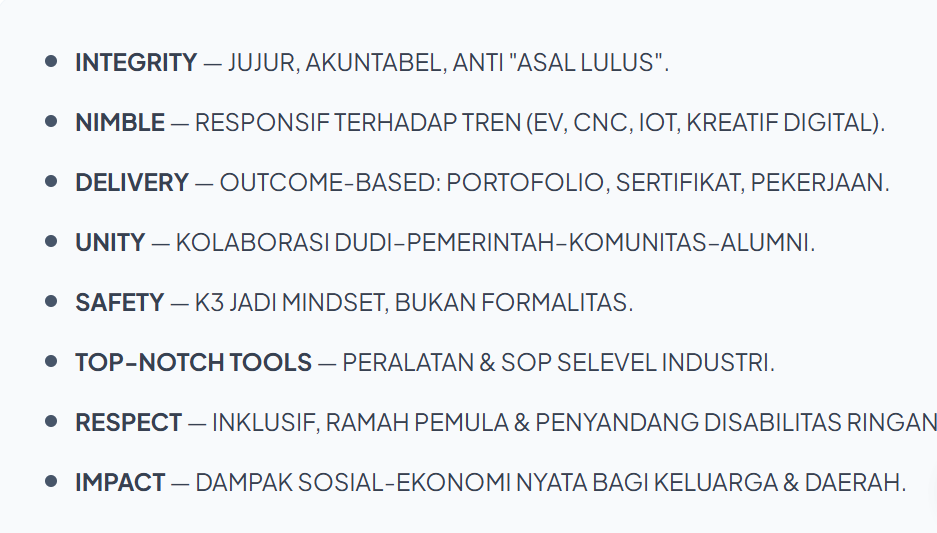 • INTEGRITY — JUJUR, AKUNTABEL, ANTI "ASAL LULUS".
• NIMBLE — RESPONSIF TERHADAP TREN (EV, CNC, IOT, KREATIF DIGITAL).
• DELIVERY — OUTCOME-BASED: PORTOFOLIO, SERTIFIKAT, PEKERJAAN.
• UNITY — KOLABORASI DUDI–PEMERINTAH–KOMUNITAS–ALUMNI.
• SAFETY — K3 JADI MINDSET, BUKAN FORMALITAS.
• TOP-NOTCH TOOLS — PERALATAN & SOP SELEVEL INDUSTRI.
• RESPECT — INKLUSIF, RAMAH PEMULA & PENYANDANG DISABILITAS RINGAN
• IMPACT — DAMPAK SOSIAL-EKONOMI NYATA BAGI KELUARGA & DAERAH.